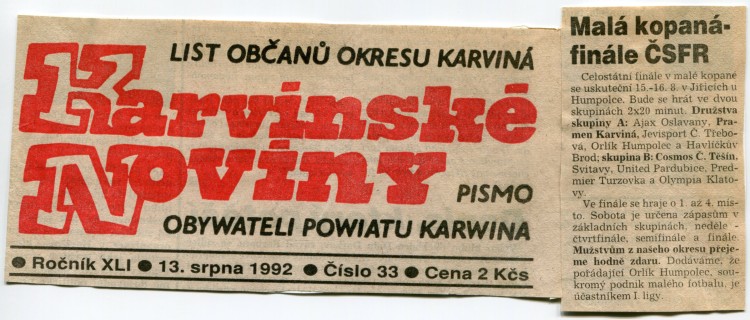 LIST OBČANŮ OKRESU KARVINÁ
Karvinské
Noviny
PISMO
OBYWATELI POWIATU KARWINA
● Ročník XLI ● 13. srpna 1992 ● Číslo 33 ● Cena 2 Kčs
Malá kopaná-
finále ČSFR
Celostátní finále v malé kopané
se uskuteční 15.-16. 8. v Jiřicích u
Humpolce. Bude se hrát ve dvou
skupinách 2x20 minut. Družstva
skupiny A: Ajax Oslavany, Pra-
men Karviná, Jevisport Č. Třebo-
vá, Orlík Humpolec a Havlíčkův
Brod; skupina B: Cosmos Č. Těšín,
Svitavy, United Pardubice, Pred-
mier Turzovka a Olympia Klato-
vy.
Ve finále se hraje o 1. až 4. mís-
to. Sobota je určena zápasům v
základních skupinách, neděle -
čtvrtfinále, semifinále a finále
Mužstvům z našeho okresu přeje-
me hodně zdaru. Dodáváme, že
pořádající Orlík Humpolec, sou-
kromý podnik malého fotbalu, je
účastníkem I. ligy.